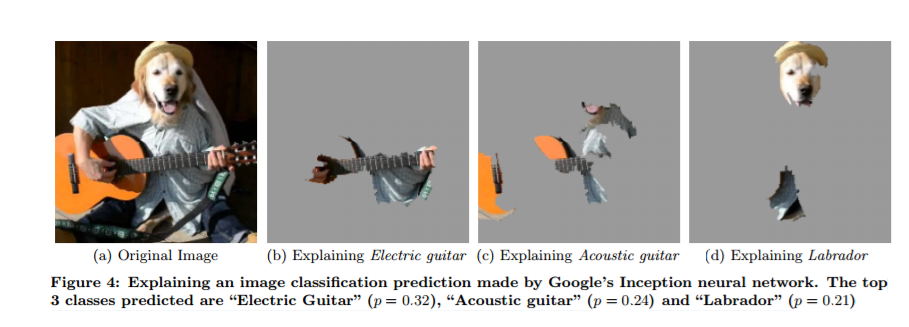 (a) Original Image
(b) Explaining Electric guitar
(c) Explaining Acoustic guitar
(d) Explaining Labrador
Figure 4: Explaining an image classification prediction made by Google's Inception neural network. The top
3 classes predicted are "Electric Guitar" (p = 0.32), "Acoustic guitar" (p = 0.24) and "Labrador" (p = 0.21)